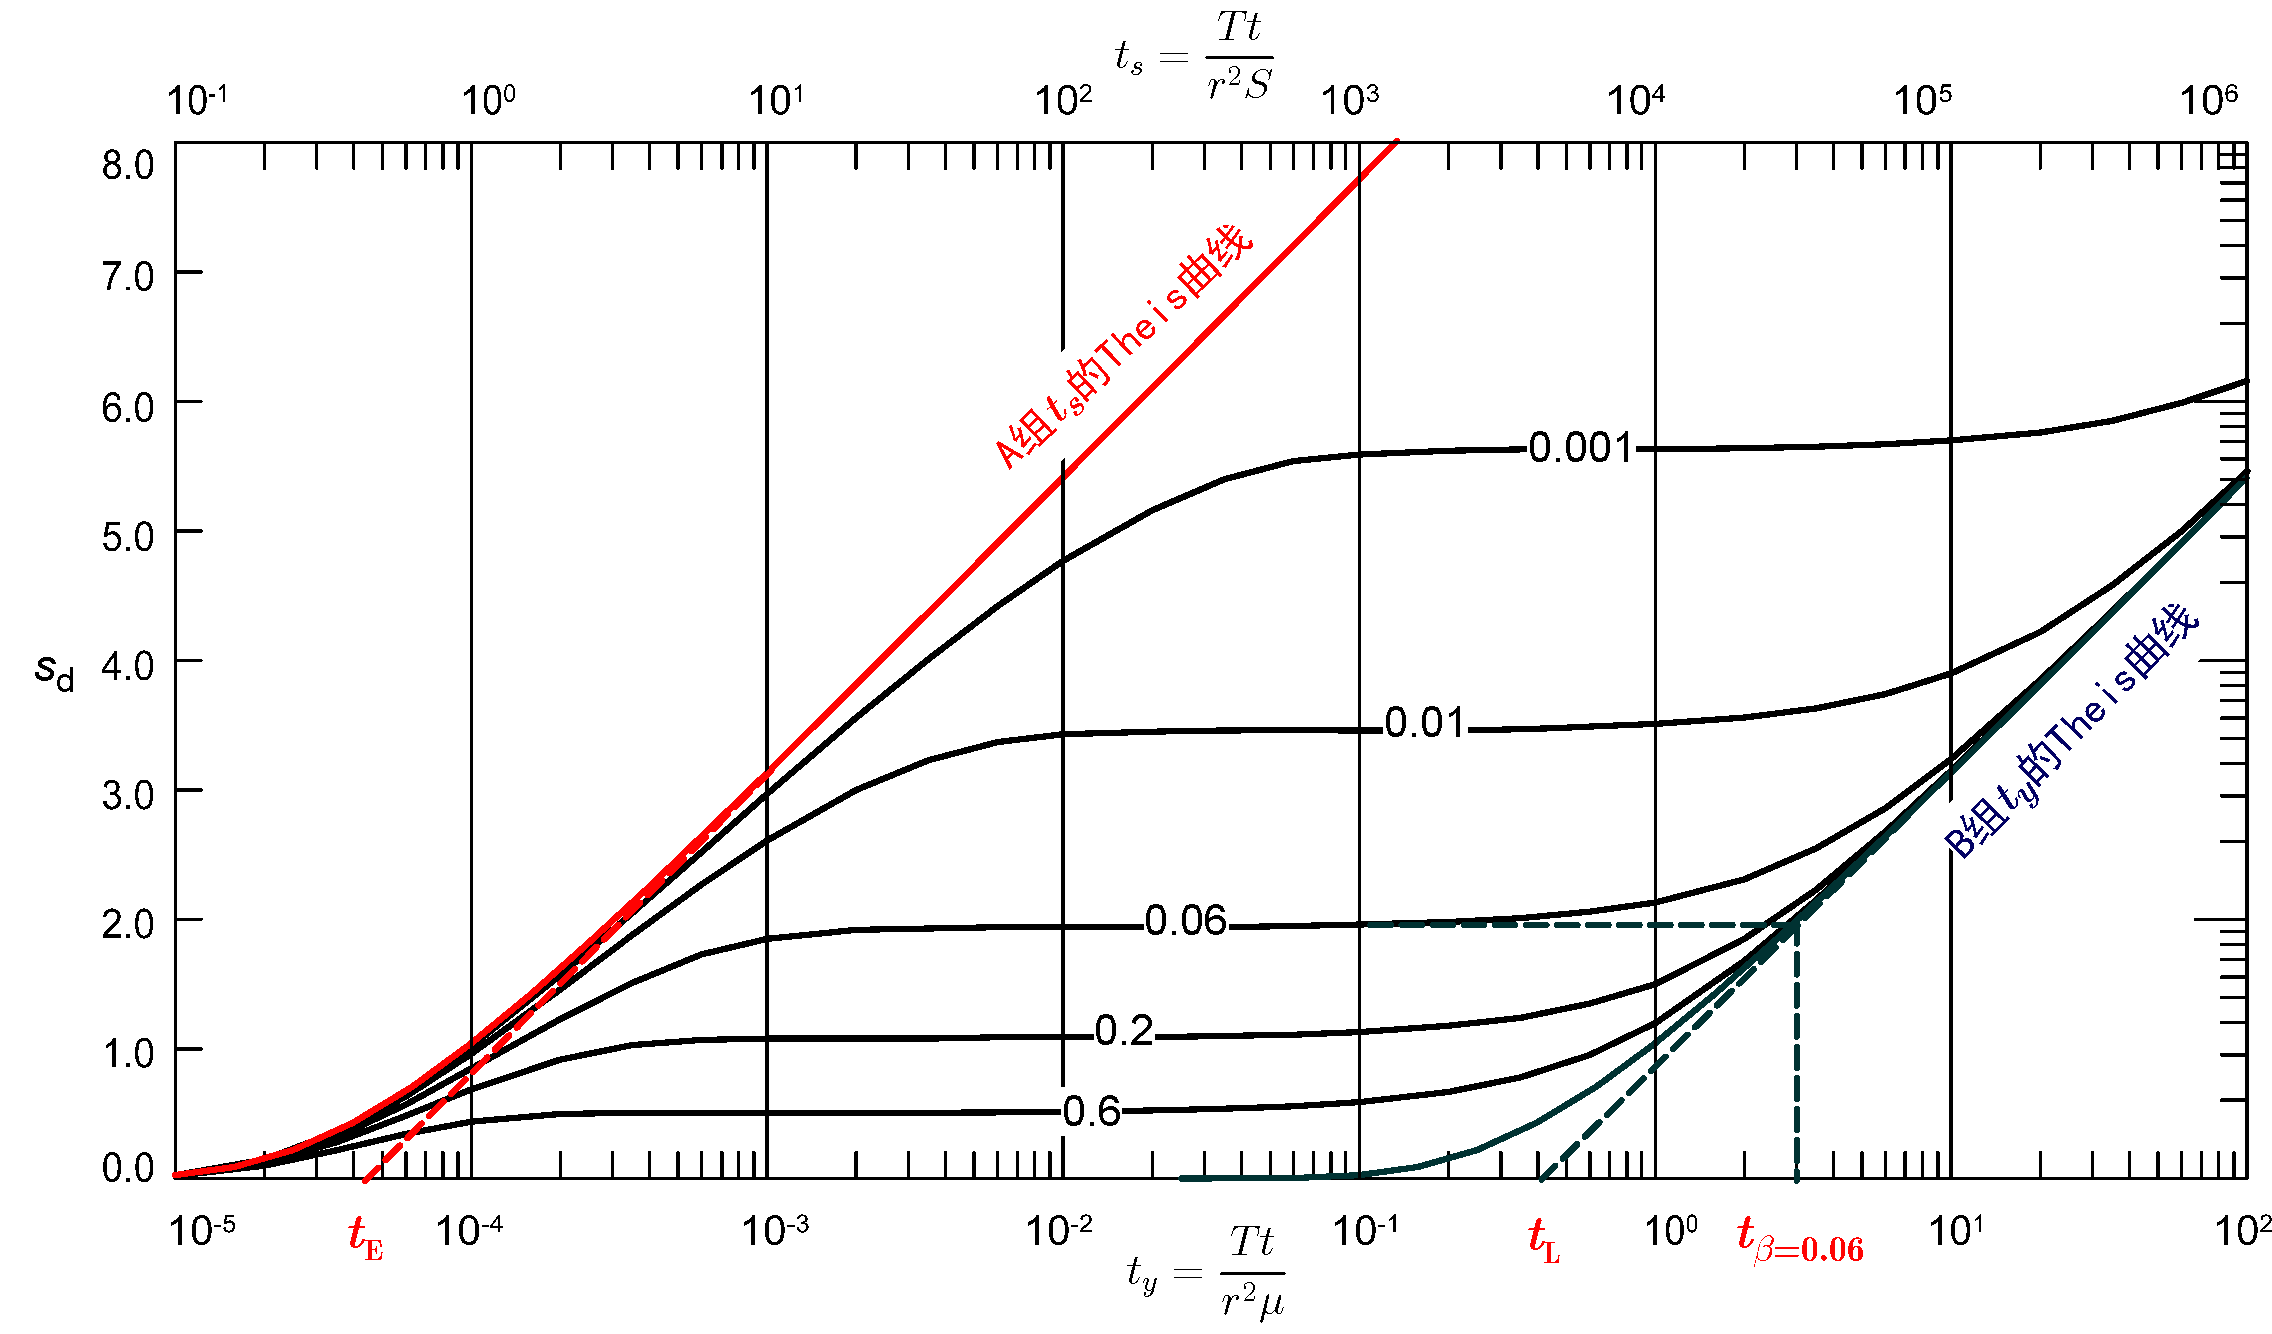 t_s = \frac{Tt}{r^2 S}
10^{-1} 10^0 10^1 10^2 10^3 10^4 10^5 10^6
8.0
7.0
6.0
5.0
s_d 4.0
3.0
2.0
1.0
0.0
A组t_s的Theis曲线
0.001
0.01
0.06
0.2
0.6
B组t_y的Theis曲线
10^{-5} 10^{-4} 10^{-3} 10^{-2} 10^{-1} 10^0 10^1 10^2
t_E t_L t_{β=0.06}
t_y = \frac{Tt}{r^2 μ}